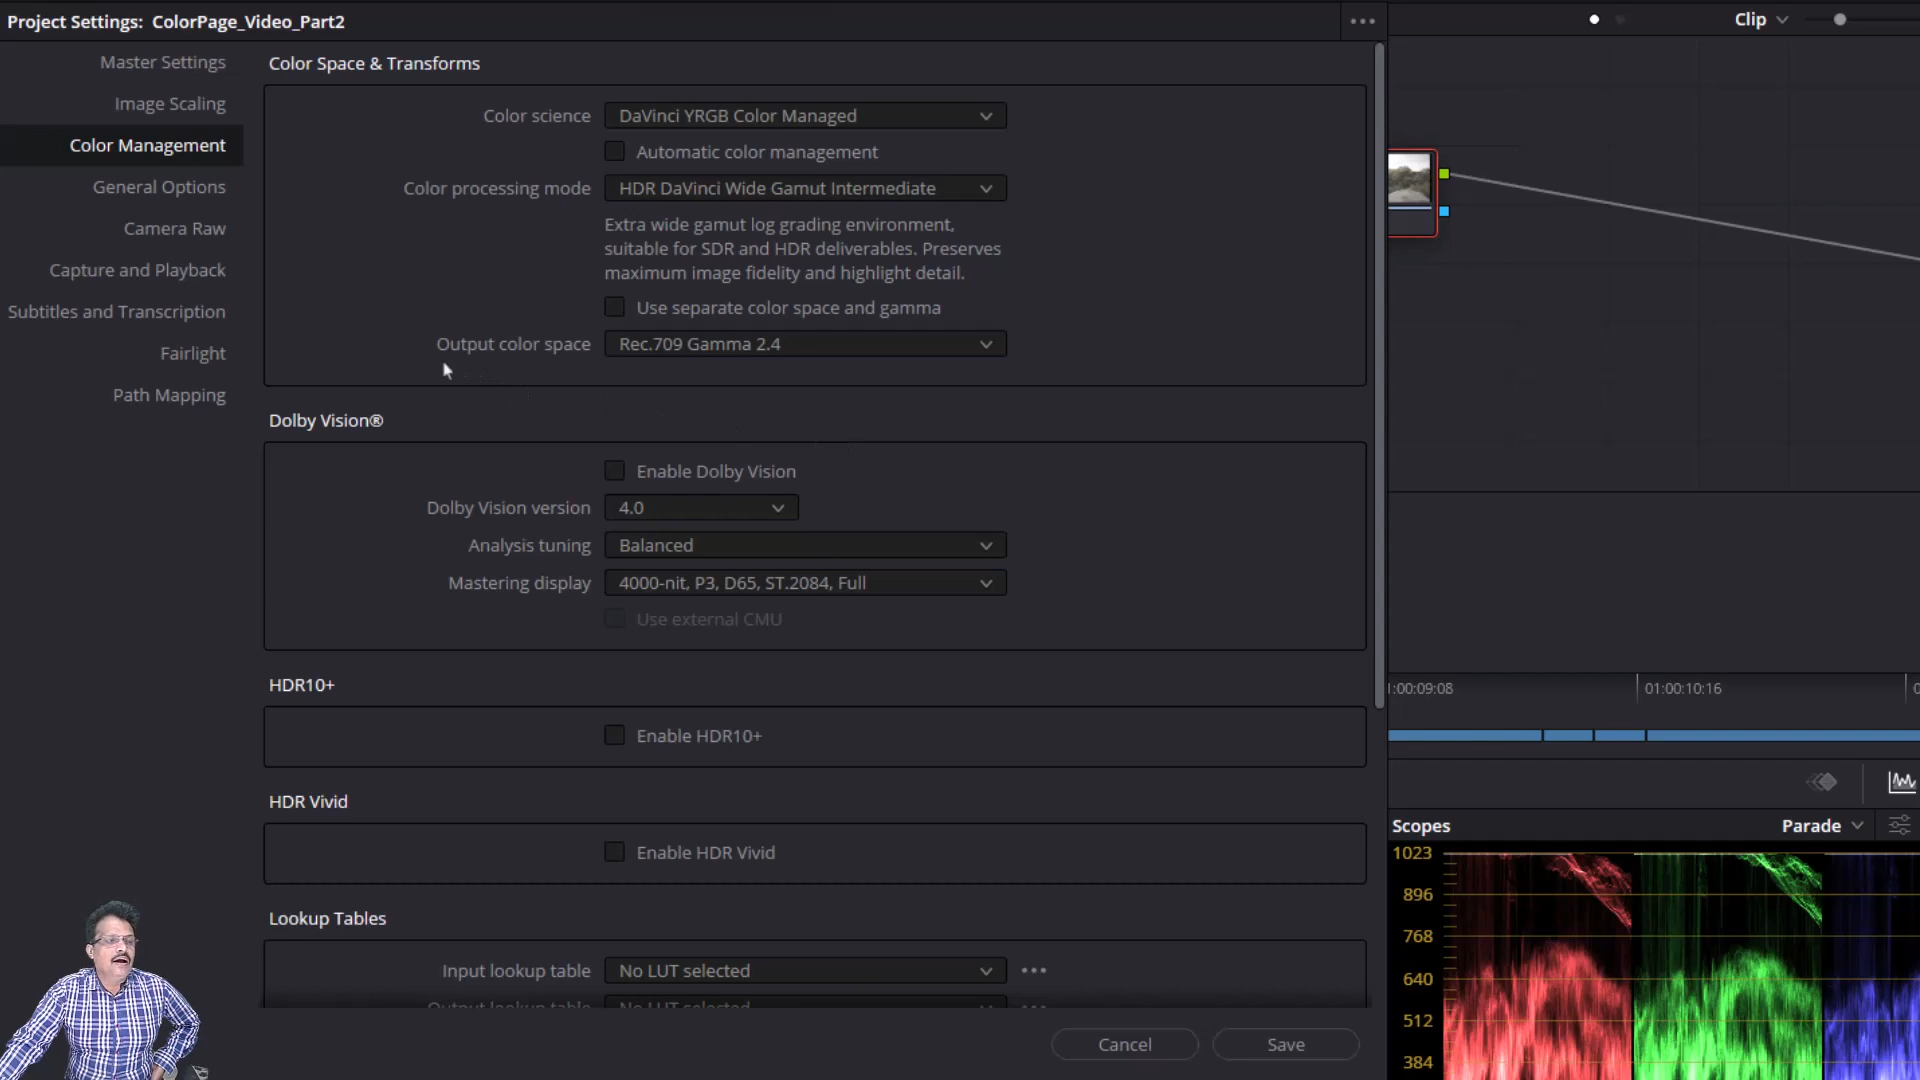 Project Settings: ColorPage_Video_Part2
Clip
Master Settings
Image Scaling
Color Management
General Options
Camera Raw
Capture and Playback
Subtitles and Transcription
Fairlight
Path Mapping
Color Space & Transforms
Color science DaVinci YRGB Color Managed
Automatic color management
Color processing mode HDR DaVinci Wide Gamut Intermediate
Extra wide gamut log grading environment,
suitable for SDR and HDR deliverables. Preserves
maximum image fidelity and highlight detail.
Use separate color space and gamma
Output color space Rec.709 Gamma 2.4
Dolby Vision®
Enable Dolby Vision
Dolby Vision version 4.0
Analysis tuning Balanced
Mastering display 4000-nit, P3, D65, ST.2084, Full
Use external CMU
HDR10+
Enable HDR10+
HDR Vivid
Enable HDR Vivid
Lookup Tables
Input lookup table No LUT selected
Output lookup table No LUT selected
Cancel Save
1:00:09:08 01:00:10:16
Scopes Parade
1023
896
768
640
512
384